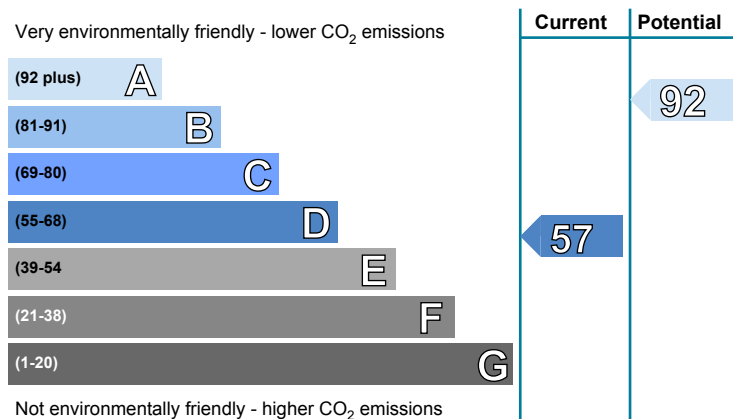 Current Potential
Very environmentally friendly - lower CO2 emissions
(92 plus) A
92
(81-91) B
(69-80) C
(55-68) D
57
(39-54 E
(21-38) F
(1-20) G
Not environmentally friendly - higher CO2 emissions